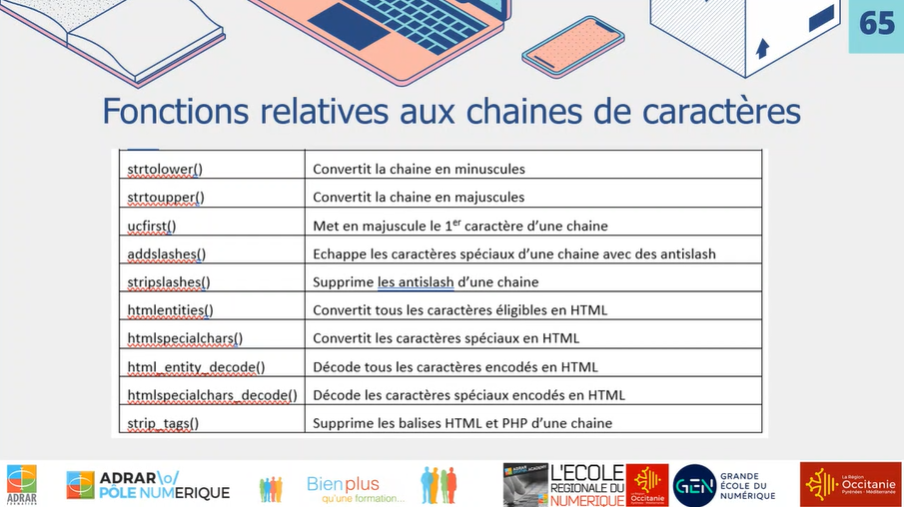 65
Fonctions relatives aux chaines de caractères
strtolower() Convertit la chaine en minuscules
strtoupper() Convertit la chaine en majuscules
ucfirst() Met en majuscule le 1er caractère d'une chaine
addslashes() Echappe les caractères spéciaux d'une chaine avec des antislash
stripslashes() Supprime les antislash d'une chaine
htmlentities() Convertit tous les caractères éligibles en HTML
htmlspecialchars() Convertit les caractères spéciaux en HTML
html_entity_decode() Décode tous les caractères encodés en HTML
htmlspecialchars_decode() Décode les caractères spéciaux encodés en HTML
strip_tags() Supprime les balises HTML et PHP d'une chaine
ADRAR
FORMATION
ADRAR\o/
PÔLE NUMERIQUE
Bien plus
qu'une formation...
L'ECOLE
REGIONALE DU
NUMERIQUE
GEN
GRANDE
ÉCOLE DU
NUMÉRIQUE
La Région
Occitanie
Pyrénées - Méditerranée